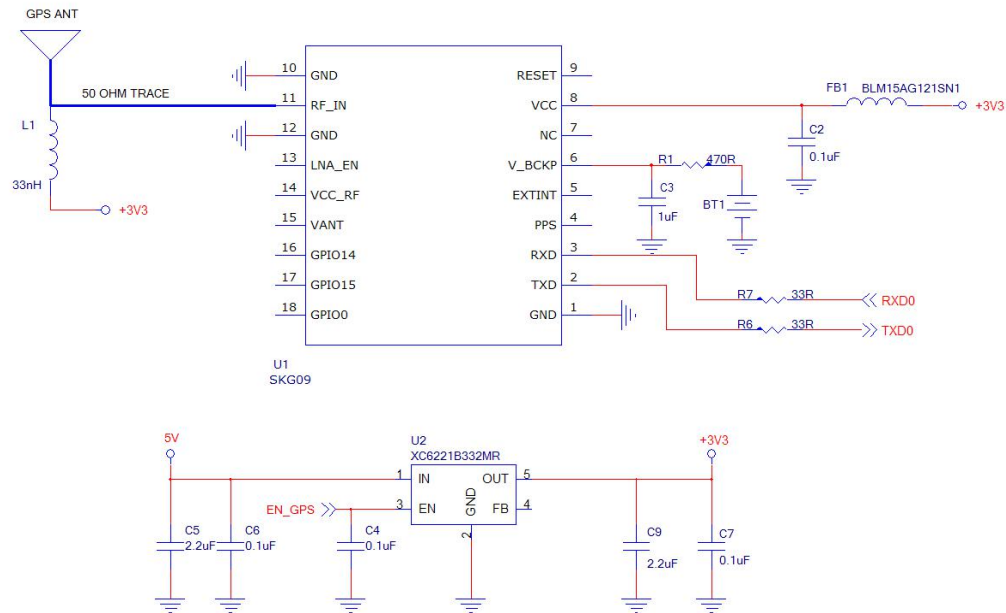 GPS ANT
50 OHM TRACE
L1
33nH
+3V3
10 GND
11 RF_IN
12 GND
13 LNA_EN
14 VCC_RF
15 VANT
16 GPIO14
17 GPIO15
18 GPIO0
RESET 9
VCC 8
NC 7
V_BCKP 6
EXTINT 5
PPS 4
RXD 3
TXD 2
GND 1
U1
SKG09
FB1 BLM15AG121SN1
+3V3
C2
0.1uF
R1 470R
C3
1uF
BT1
R7 33R RXD0
R6 33R TXD0
5V
U2
XC6221B332MR
+3V3
1 IN OUT 5
EN_GPS 3 EN GND FB 4
2
C5
2.2uF
C6
0.1uF
C4
0.1uF
C9
2.2uF
C7
0.1uF